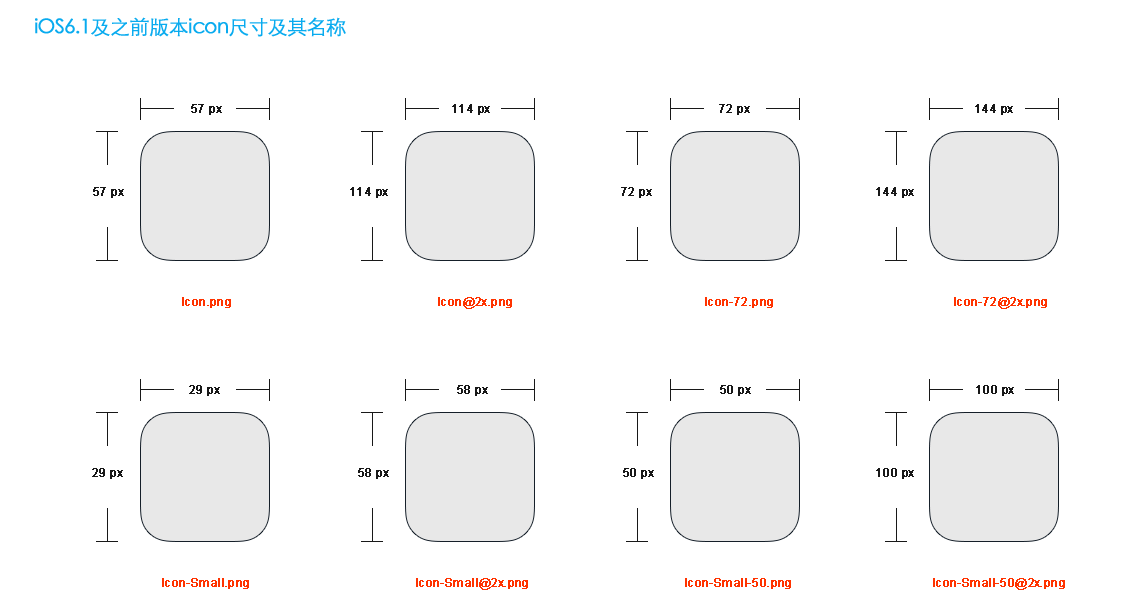 iOS6.1及之前版本icon尺寸及其名称
57 px
114 px
72 px
144 px
57 px
114 px
72 px
144 px
Icon.png
Icon@2x.png
Icon-72.png
Icon-72@2x.png
29 px
58 px
50 px
100 px
29 px
58 px
50 px
100 px
Icon-Small.png
Icon-Small@2x.png
Icon-Small-50.png
Icon-Small-50@2x.png